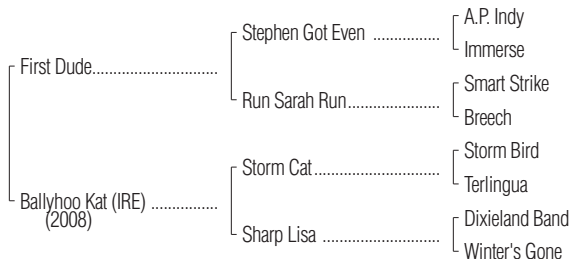 A.P. Indy
Stephen Got Even ................
Immerse
First Dude..............................
Smart Strike
Run Sarah Run......................
Breech
Storm Bird
Storm Cat..............................
Terlingua
Ballyhoo Kat (IRE) ................
(2008)
Dixieland Band
Sharp Lisa ............................
Winter's Gone